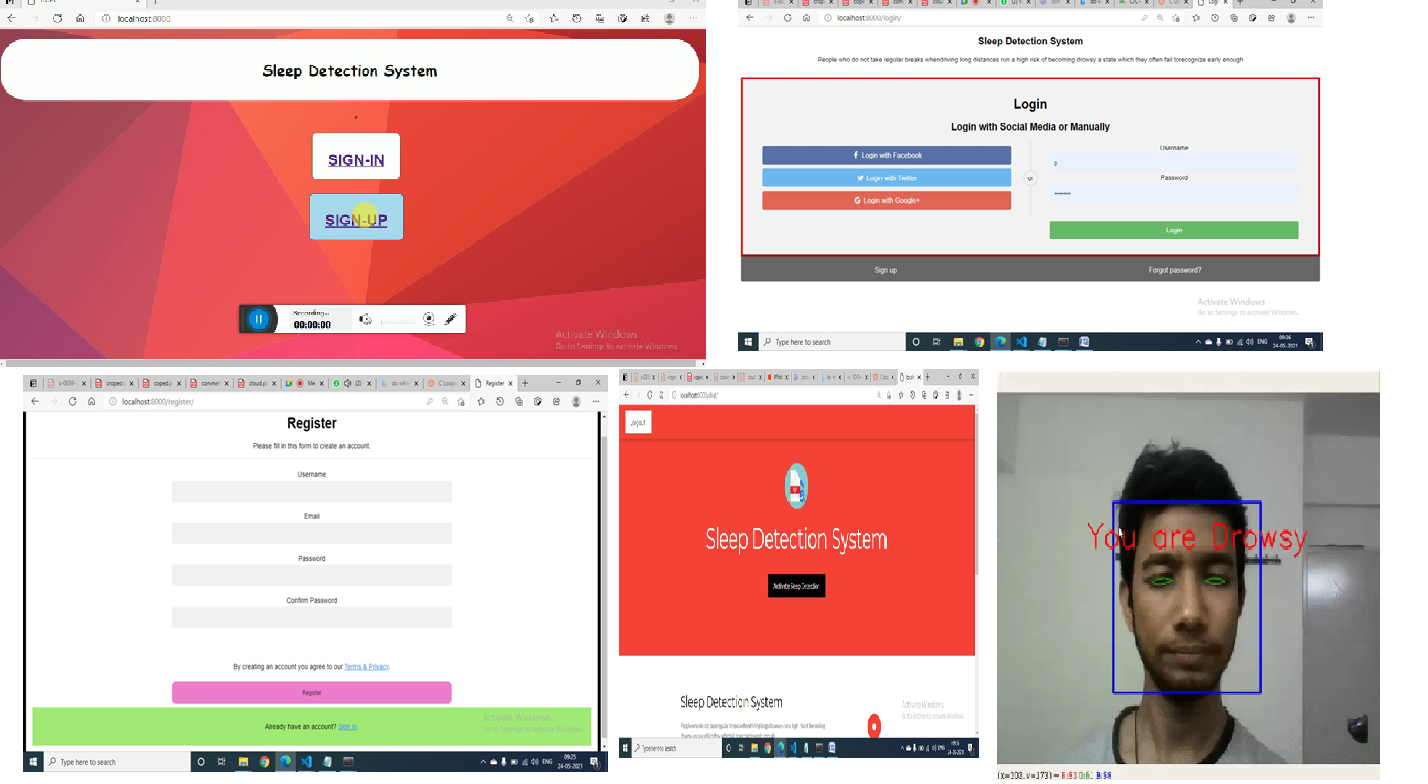 localhost:8000
Sleep Detection System
SIGN-IN
SIGN-UP
Recording...
00:00:00
Activate Windows
Go to Settings to activate Windows.
localhost:8000/login/
Sleep Detection System
People who do not take regular breaks whendriving long distances run a high risk of becoming drowsy a state which they often fail torecognize early enough
Login
Login with Social Media or Manually
Login with Facebook
Login with Twitter
Login with Google+
or
Username
p
Password
Login
Sign up
Forgot password?
Activate Windows
Go to Settings to activate Windows.
Type here to search
ENG
09:26
24-05-2021
Register
localhost:8000/register/
Register
Please fill in this form to create an account.
Username
Email
Password
Confirm Password
By creating an account you agree to our Terms & Privacy.
Register
Already have an account? Sign in.
Activate Windows
Go to Settings to activate Windows.
Type here to search
ENG
09:25
24-05-2021
Logout
Sleep Detection System
Activate Sleep Detection
Sleep Detection System
Activate Windows
Go to Settings to activate Windows.
Type here to search
ENG
24-05-2021
You are Drowsy